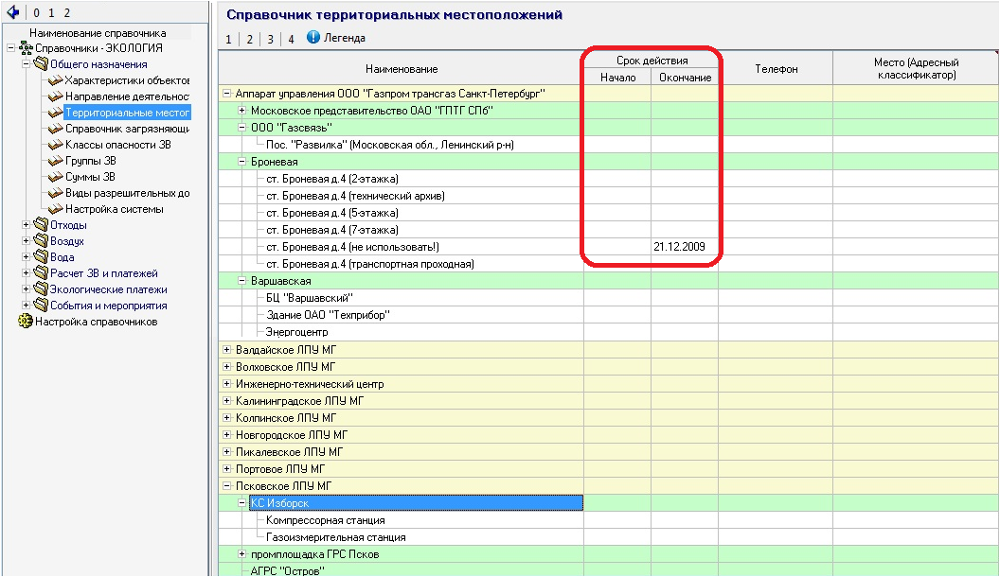 0 1 2
Наименование справочника
Справочники - ЭКОЛОГИЯ
Общего назначения
Характеристики объектов
Направление деятельнос
Территориальные местог
Справочник загрязняющи
Классы опасности ЗВ
Группы ЗВ
Суммы ЗВ
Виды разрешительных до
Настройка системы
Отходы
Воздух
Вода
Расчет ЗВ и платежей
Экологические платежи
События и мероприятия
Настройка справочников
Справочник территориальных местоположений
1 2 3 4 Легенда
Наименование
Срок действия
Начало
Окончание
Телефон
Место (Адресный
классификатор)
Аппарат управления ООО "Газпром трансгаз Санкт-Петербург"
Московское представительство ОАО "ГПТГ СПб"
ООО "Газсвязь"
Пос. "Развилка" (Московская обл., Ленинский р-н)
Броневая
ст. Броневая д.4 (2-этажка)
ст. Броневая д.4 (технический архив)
ст. Броневая д.4 (5-этажка)
ст. Броневая д.4 (7-этажка)
ст. Броневая д.4 (не использовать!) 21.12.2009
ст. Броневая д.4 (транспортная проходная)
Варшавская
БЦ "Варшавский"
Здание ОАО "Техприбор"
Энергоцентр
Валдайское ЛПУ МГ
Волховское ЛПУ МГ
Инженерно-технический центр
Калининградское ЛПУ МГ
Колпинское ЛПУ МГ
Новгородское ЛПУ МГ
Пикалевское ЛПУ МГ
Портовое ЛПУ МГ
Псковское ЛПУ МГ
КС Изборск
Компрессорная станция
Газоизмерительная станция
промплощадка ГРС Псков
АГРС "Остров"